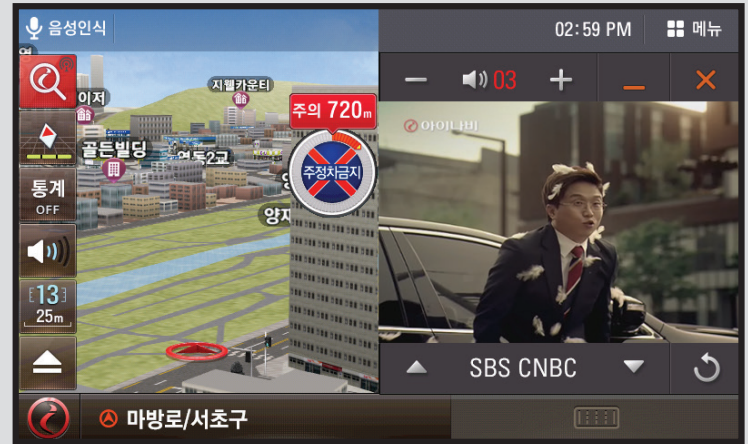 음성인식
02:59 PM
메뉴
이저
지웰카운티
주의 720m
03
아이나비
골든빌딩
연동2교
주정차금지
통계
OFF
양지
13
25m
SBS CNBC
마방로/서초구